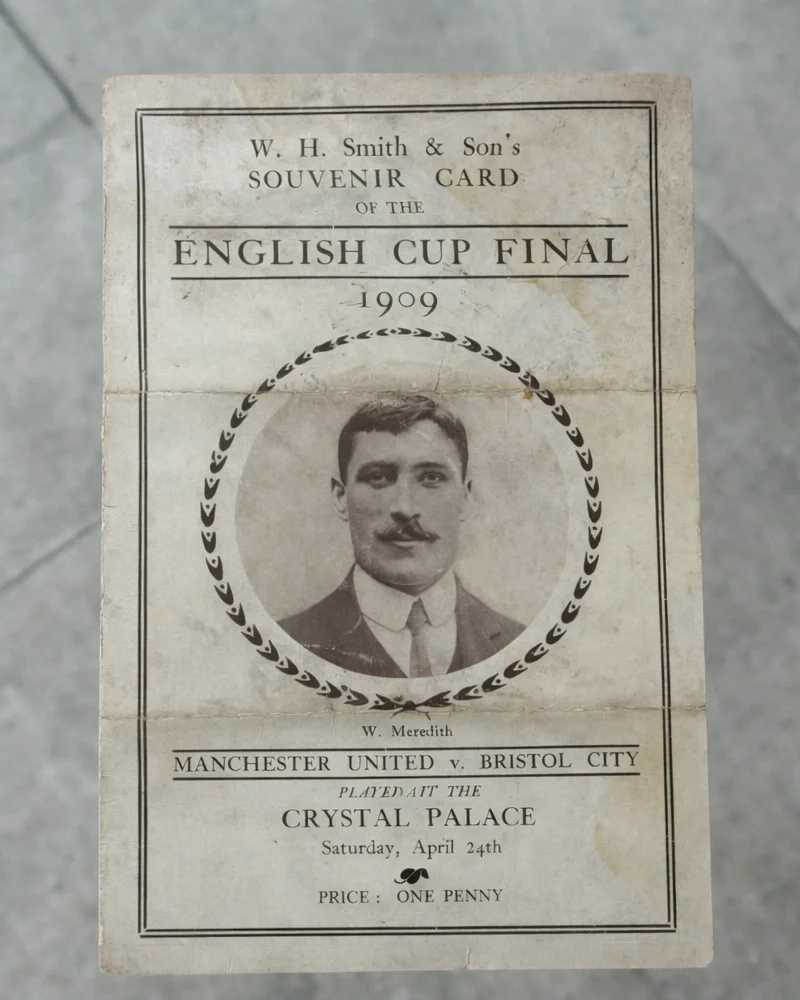 W. H. Smith & Son's
SOUVENIR CARD
OF THE
ENGLISH CUP FINAL
1909
W. Meredith
MANCHESTER UNITED v. BRISTOL CITY
PLAYED AT THE
CRYSTAL PALACE
Saturday, April 24th
PRICE : ONE PENNY